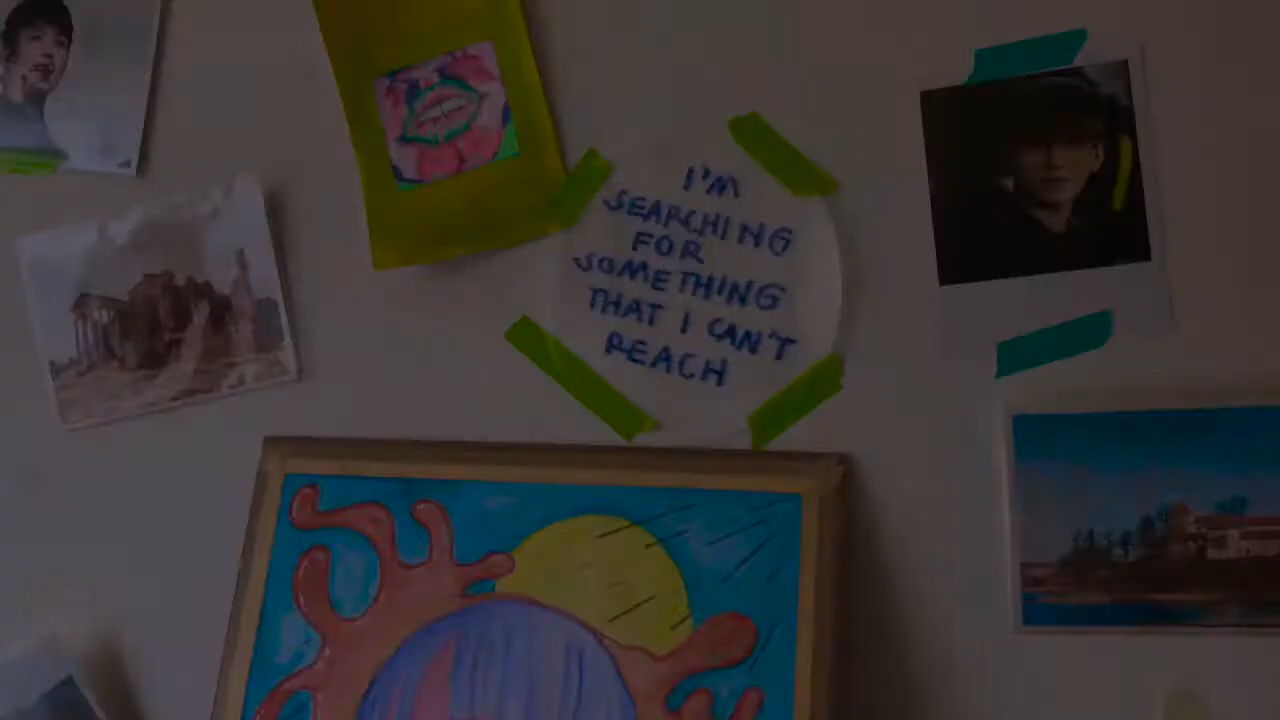 I'M
SEARCHING
FOR
SOMETHING
THAT I CAN'T
REACH